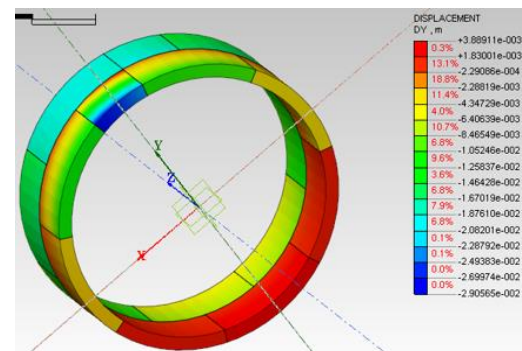 DISPLACEMENT
DY , m
+3.88911e-003
0.3%
+1.83001e-003
13.1%
-2.29086e-004
18.8%
-2.28819e-003
11.4%
-4.34729e-003
4.0%
-6.40639e-003
10.7%
-8.46549e-003
6.8%
-1.05246e-002
9.6%
-1.25837e-002
3.6%
-1.46428e-002
6.8%
-1.67019e-002
7.9%
-1.87610e-002
6.8%
-2.08201e-002
0.1%
-2.28792e-002
0.1%
-2.49383e-002
0.0%
-2.69974e-002
0.0%
-2.90565e-002
Y
Z
X